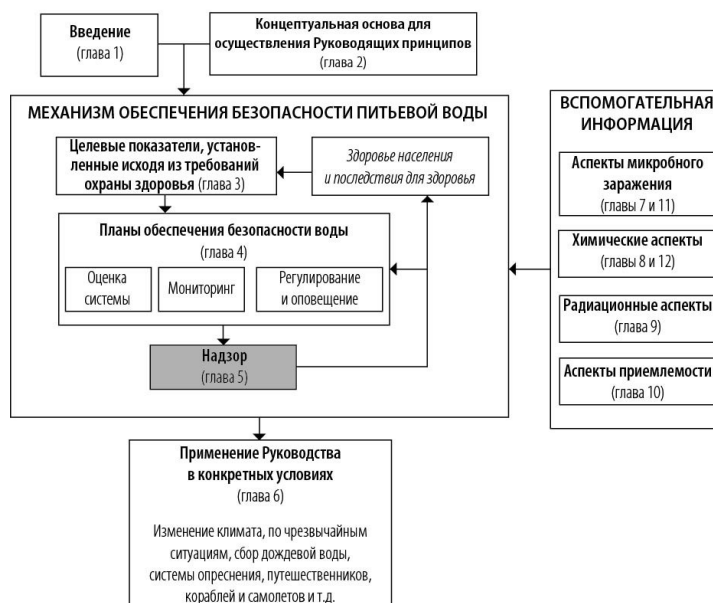 Введение
(глава 1)
Концептуальная основа для
осуществления Руководящих принципов
(глава 2)
МЕХАНИЗМ ОБЕСПЕЧЕНИЯ БЕЗОПАСНОСТИ ПИТЬЕВОЙ ВОДЫ
Целевые показатели, установ-
ленные исходя из требований
охраны здоровья (глава 3)
Здоровье населения
и последствия для здоровья
Планы обеспечения безопасности воды
(глава 4)
Оценка
системы
Мониторинг
Регулирование
и оповещение
Надзор
(глава 5)
ВСПОМОГАТЕЛЬНАЯ
ИНФОРМАЦИЯ
Аспекты микробного
заражения
(главы 7 и 11)
Химические аспекты
(главы 8 и 12)
Радиационные аспекты
(глава 9)
Аспекты приемлемости
(глава 10)
Применение Руководства
в конкретных условиях
(глава 6)
Изменение климата, по чрезвычайным
ситуациям, сбор дождевой воды,
системы опреснения, путешественников,
кораблей и самолетов и т.д.